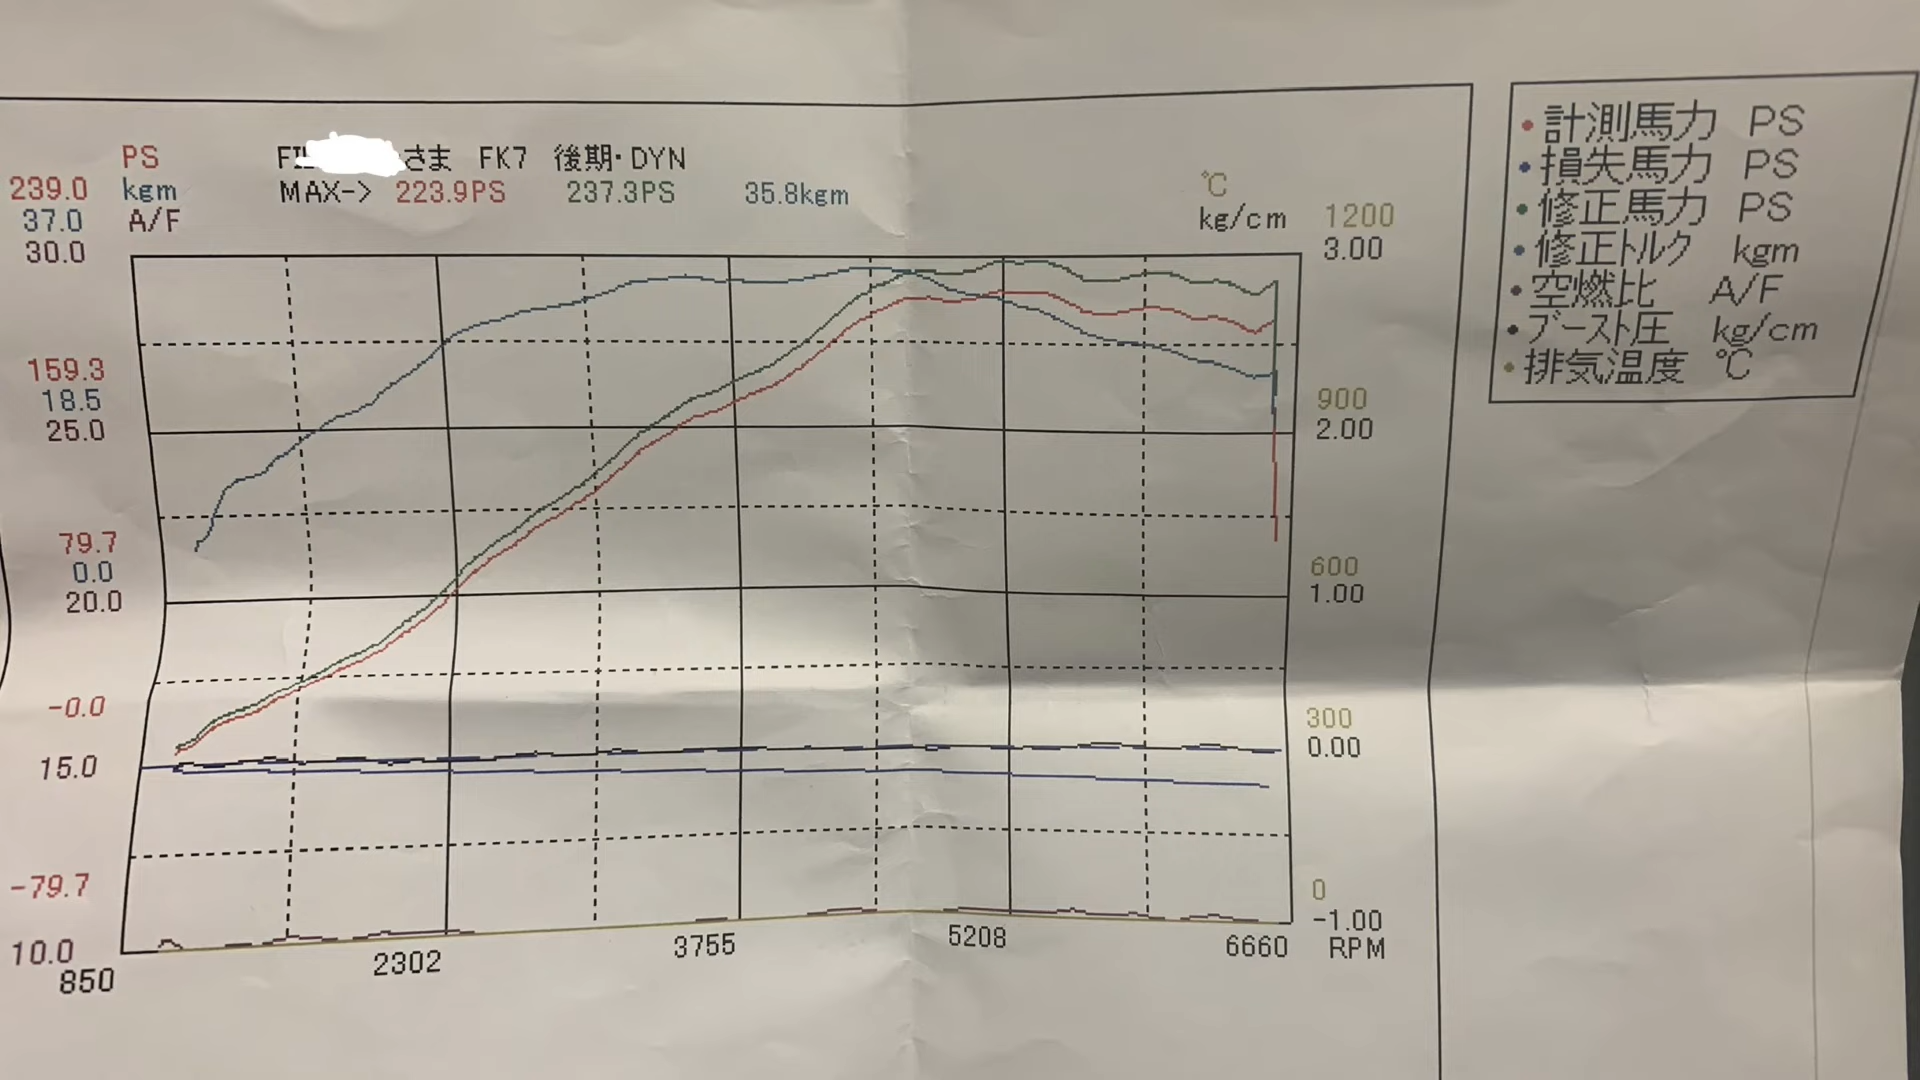 PS FI さま FK7 後期・DYN
239.0 kgm MAX-> 223.9PS 237.3PS 35.8kgm
37.0 A/F
30.0
℃
kg/cm 1200
3.00
159.3
18.5
25.0
900
2.00
79.7
0.0
20.0
600
1.00
-0.0
15.0
300
0.00
-79.7
10.0
0
-1.00
850 2302 3755 5208 6660 RPM
・計測馬力 PS
・損失馬力 PS
・修正馬力 PS
・修正トルク kgm
・空燃比 A/F
・ブースト圧 kg/cm
・排気温度 ℃